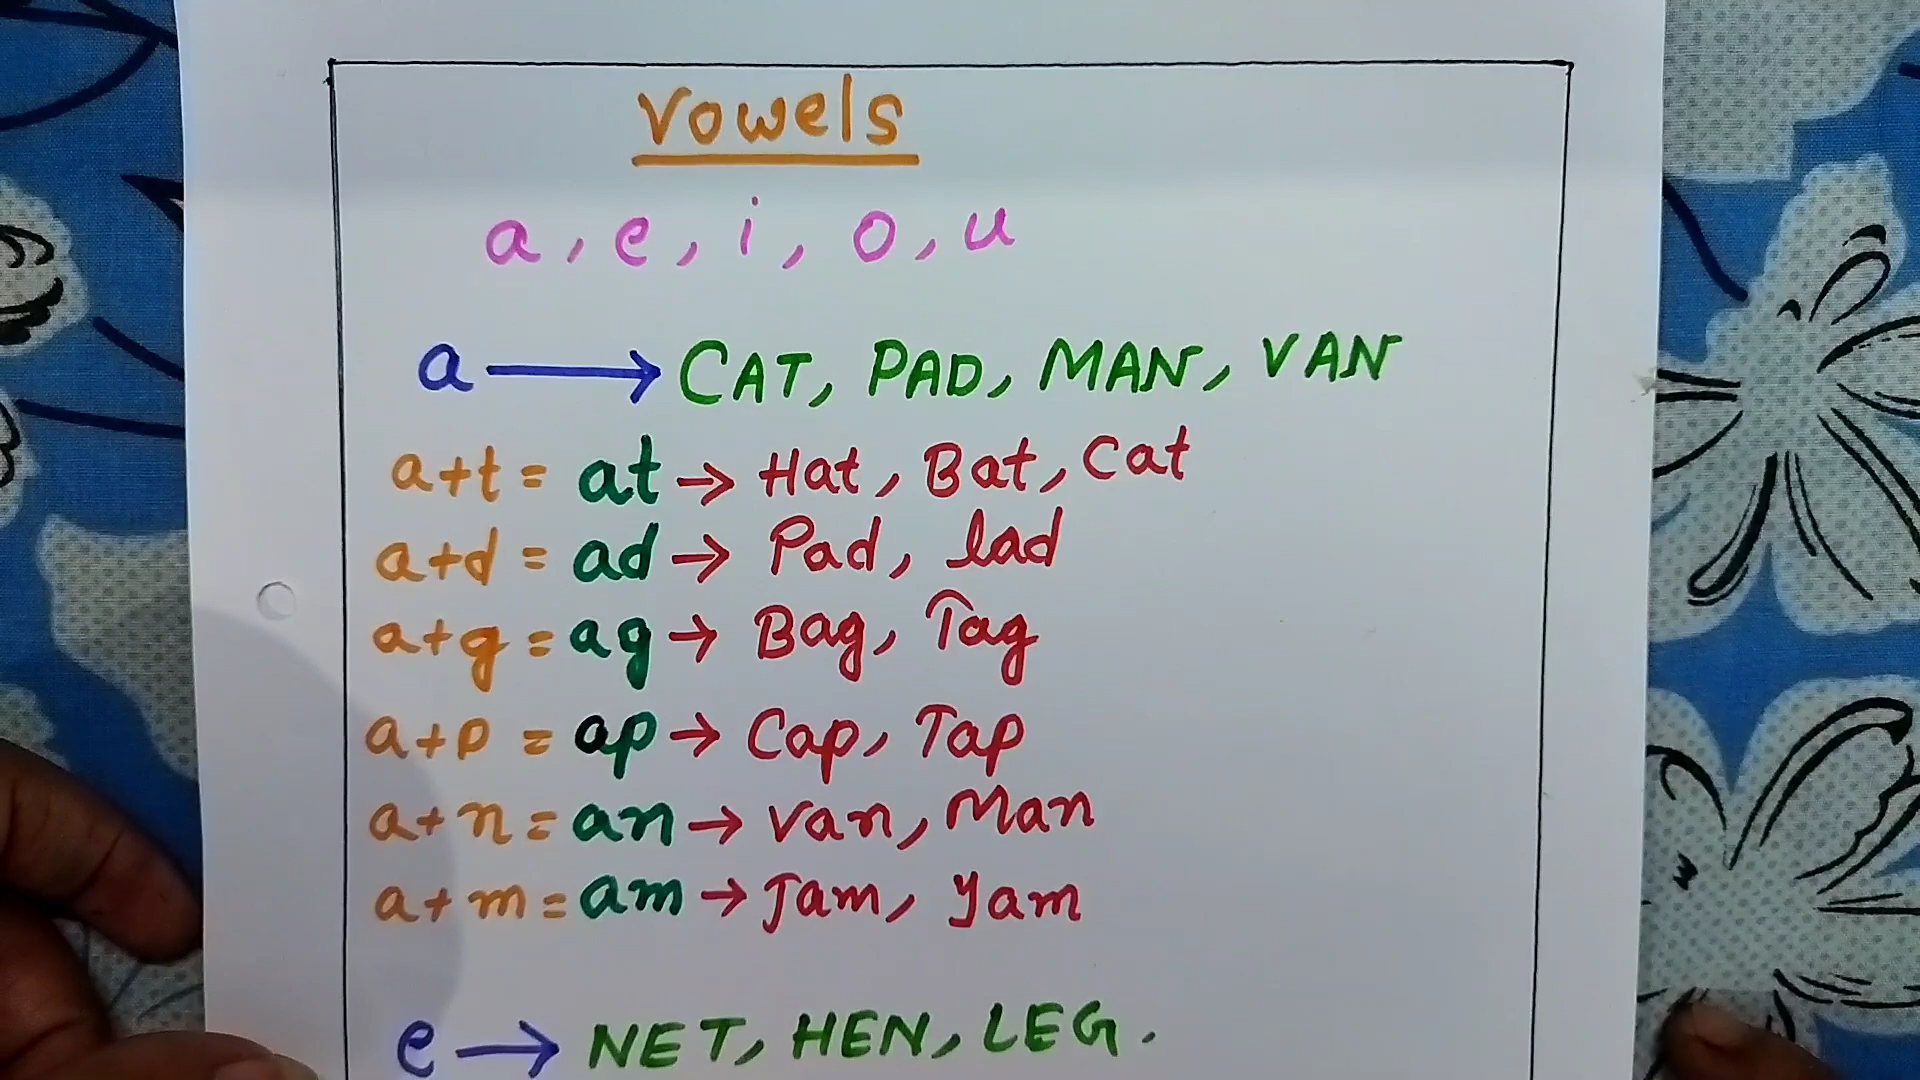 Vowels
a, e, i, o, u
a → CAT, PAD, MAN, VAN
a+t = at → Hat, Bat, Cat
a+d = ad → Pad, lad
a+g = ag → Bag, Tag
a+p = ap → Cap, Tap
a+n = an → Van, Man
a+m = am → Jam, Yam
e → NET, HEN, LEG.